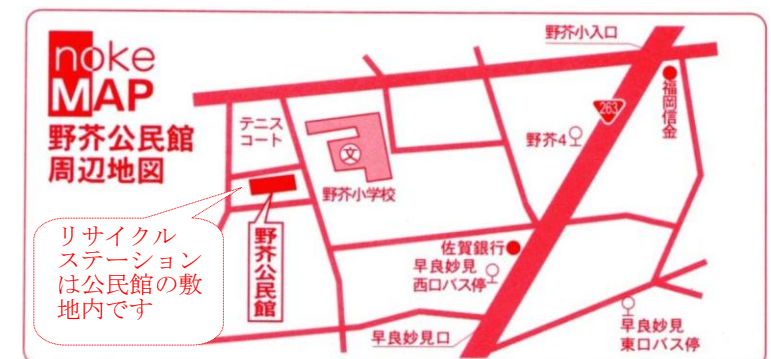 noke
MAP
野芥公民館
周辺地図
野芥小入口
263
福岡信金
テニス
コート
文
野芥4
野芥小学校
リサイクル
ステーション
は公民館の敷
地内です
野芥公民館
佐賀銀行
早良妙見
西口バス停
早良妙見口
早良妙見
東口バス停